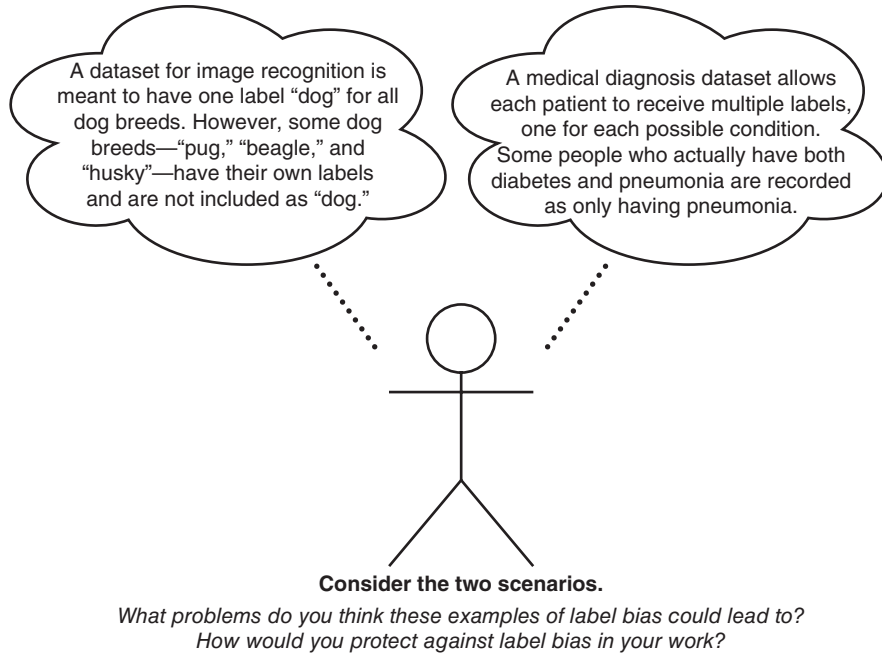 A dataset for image recognition is
meant to have one label “dog” for all
dog breeds. However, some dog
breeds—“pug,” “beagle,” and
“husky”—have their own labels
and are not included as “dog.”
A medical diagnosis dataset allows
each patient to receive multiple labels,
one for each possible condition.
Some people who actually have both
diabetes and pneumonia are recorded
as only having pneumonia.
Consider the two scenarios.
What problems do you think these examples of label bias could lead to?
How would you protect against label bias in your work?